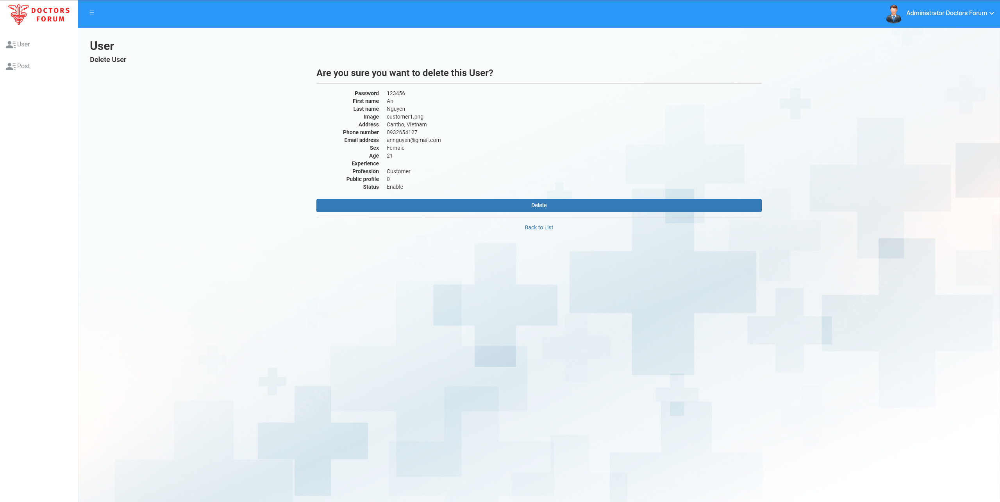 DOCTORS
FORUM
Administrator Doctors Forum
User
Post
User
Delete User
Are you sure you want to delete this User?
Password 123456
First name An
Last name Nguyen
Image customer1.png
Address Cantho, Vietnam
Phone number 0932654127
Email address annguyen@gmail.com
Sex Female
Age 21
Experience
Profession Customer
Public profile 0
Status Enable
Delete
Back to List